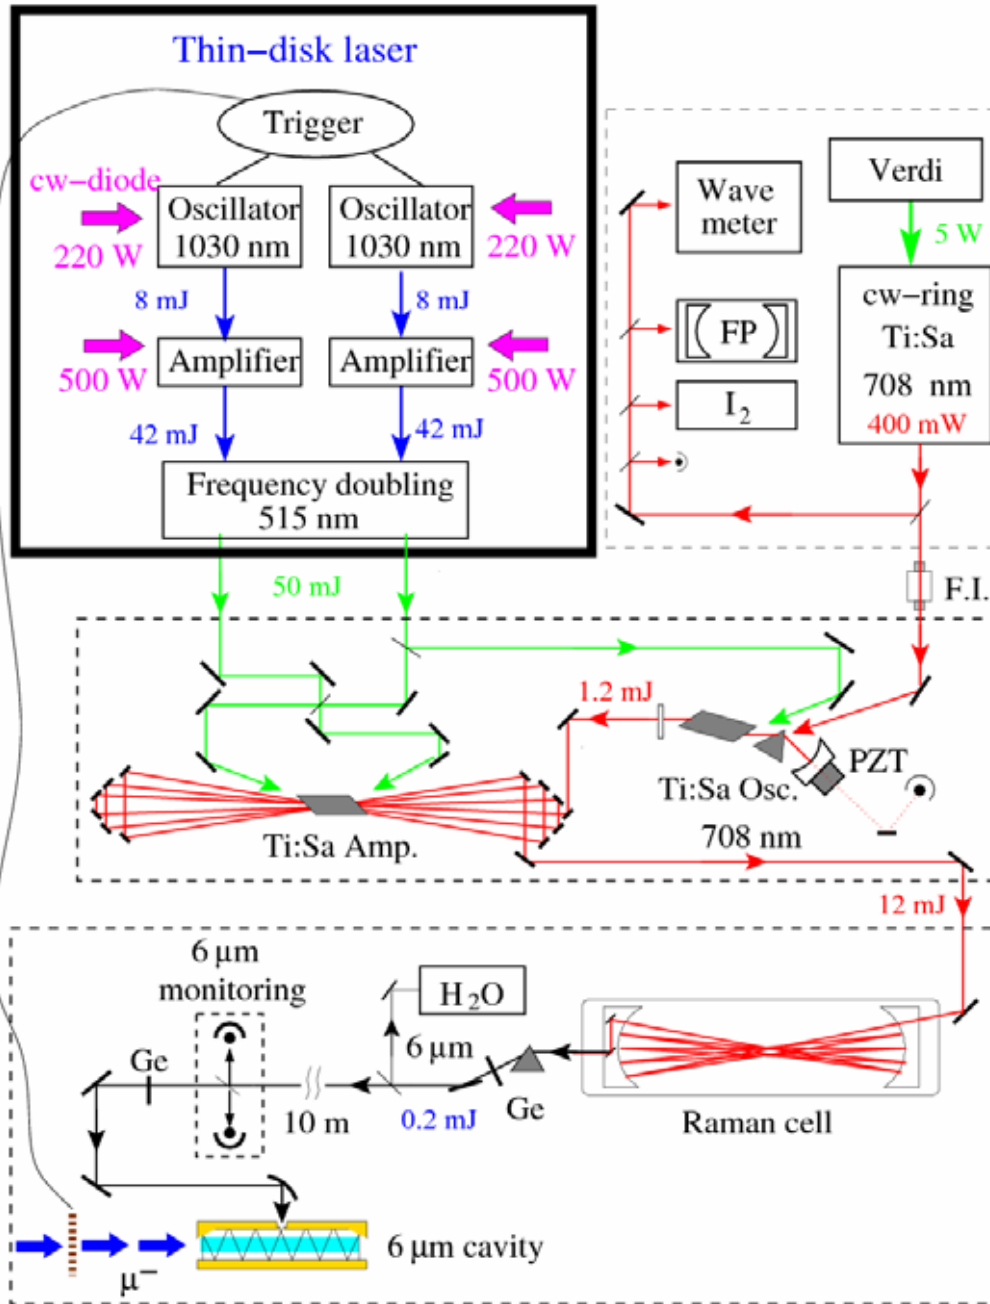 Thin-disk laser
Trigger
cw-diode
Oscillator
1030 nm
Oscillator
1030 nm
220 W
220 W
8 mJ
8 mJ
Amplifier
Amplifier
500 W
500 W
42 mJ
42 mJ
Frequency doubling
515 nm
50 mJ
Wave
meter
Verdi
5 W
FP
I₂
cw-ring
Ti:Sa
708 nm
400 mW
F.I.
1.2 mJ
PZT
Ti:Sa Osc.
Ti:Sa Amp.
708 nm
12 mJ
6 µm
monitoring
H₂O
6 µm
Ge
Ge
10 m
0.2 mJ
Raman cell
6 µm cavity
µ⁻